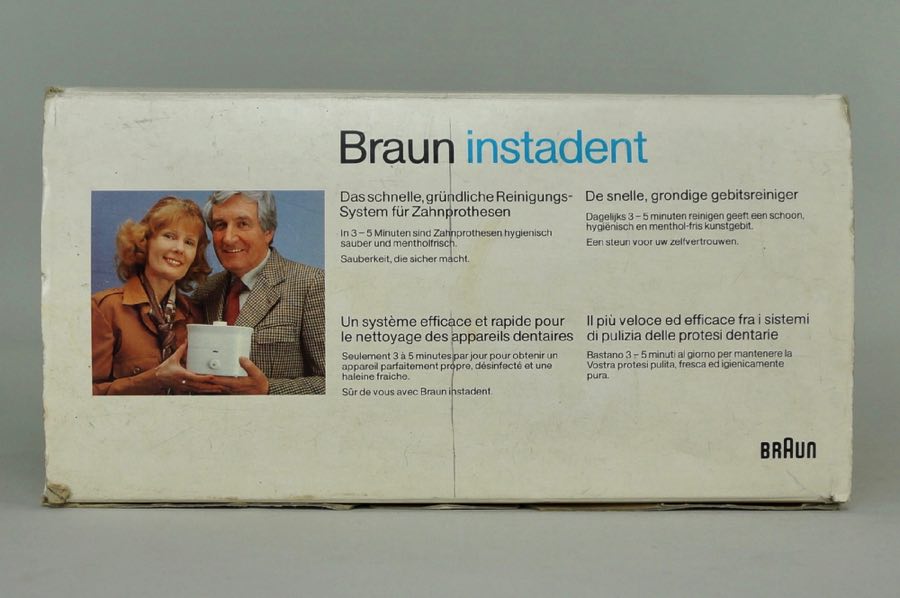 Braun instadent
Das schnelle, gründliche Reinigungs-
System für Zahnprothesen
In 3 – 5 Minuten sind Zahnprothesen hygienisch
sauber und mentholfrisch.
Sauberkeit, die sicher macht.
De snelle, grondige gebitsreiniger
Dagelijks 3 – 5 minuten reinigen geeft een schoon,
hygiënisch en menthol-fris kunstgebit.
Een steun voor uw zelfvertrouwen.
Un système efficace et rapide pour
le nettoyage des appareils dentaires
Seulement 3 à 5 minutes par jour pour obtenir un
appareil parfaitement propre, désinfecté et une
haleine fraiche.
Sûr de vous avec Braun instadent.
Il più veloce ed efficace fra i sistemi
di pulizia delle protesi dentarie
Bastano 3 – 5 minuti al giorno per mantenere la
Vostra protesi pulita, fresca ed igienicamente
pura.
BRAUN